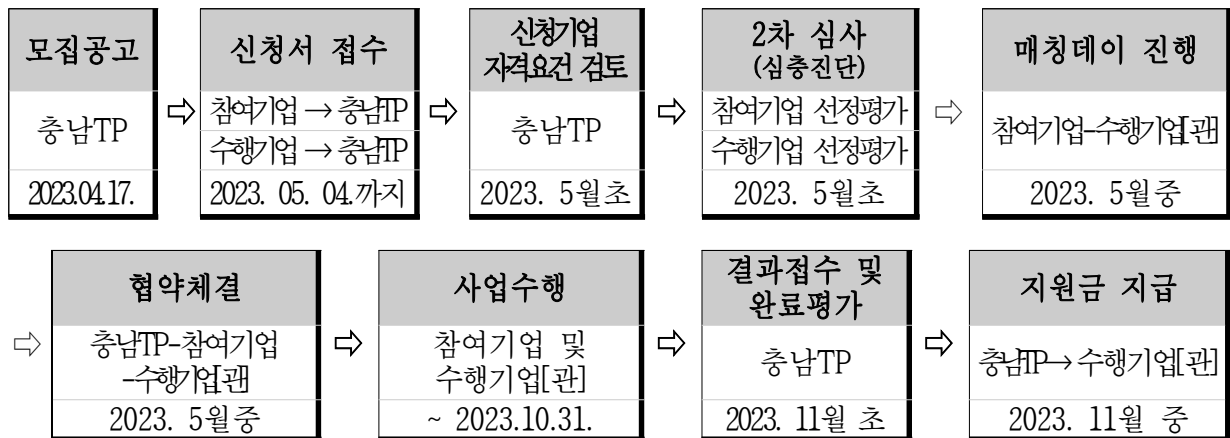 모집공고
충남TP
2023.04.17.
⇨
신청서 접수
참여기업 → 충남TP
수행기업 → 충남TP
2023. 05. 04.까지
⇨
신청기업
자격요건 검토
충남TP
2023. 5월초
⇨
2차 심사
(심층진단)
참여기업 선정평가
수행기업 선정평가
2023. 5월초
⇨
매칭데이 진행
참여기업-수행기업[관]
2023. 5월중
⇨
협약체결
충남TP-참여기업
-수행기업[관]
2023. 5월중
⇨
사업수행
참여기업 및
수행기업[관]
~ 2023.10.31.
⇨
결과접수 및
완료평가
충남TP
2023. 11월 초
⇨
지원금 지급
충남TP→수행기업[관]
2023. 11월 중